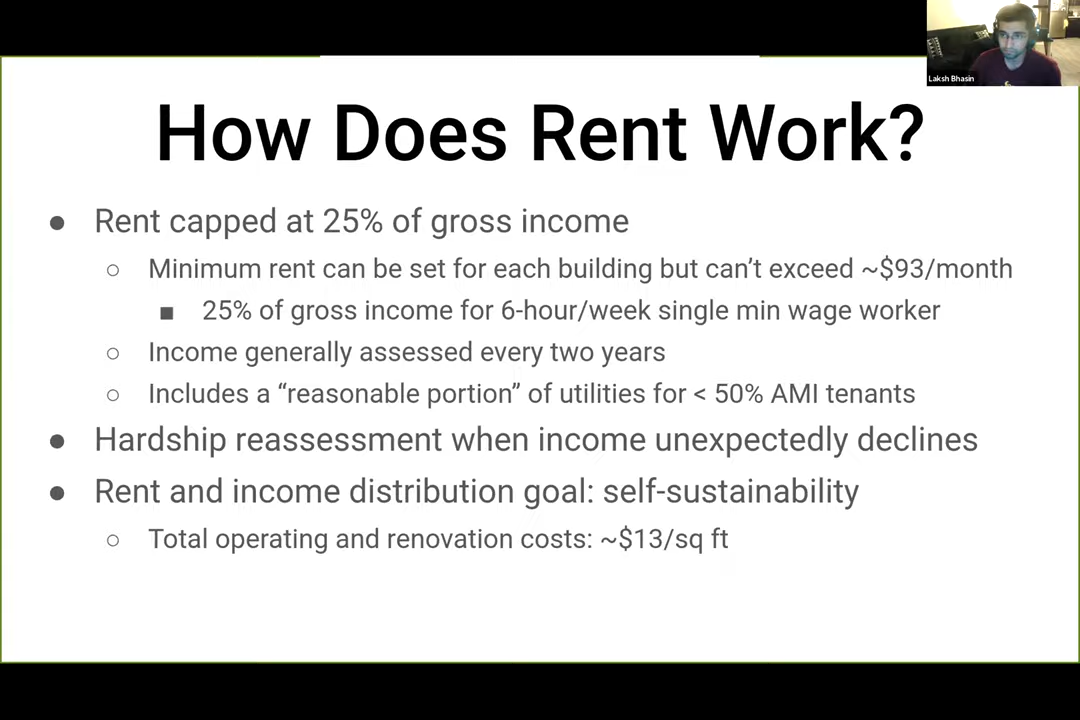 Laksh Bhasin
How Does Rent Work?
● Rent capped at 25% of gross income
○ Minimum rent can be set for each building but can’t exceed ~$93/month
■ 25% of gross income for 6-hour/week single min wage worker
○ Income generally assessed every two years
○ Includes a “reasonable portion” of utilities for < 50% AMI tenants
● Hardship reassessment when income unexpectedly declines
● Rent and income distribution goal: self-sustainability
○ Total operating and renovation costs: ~$13/sq ft